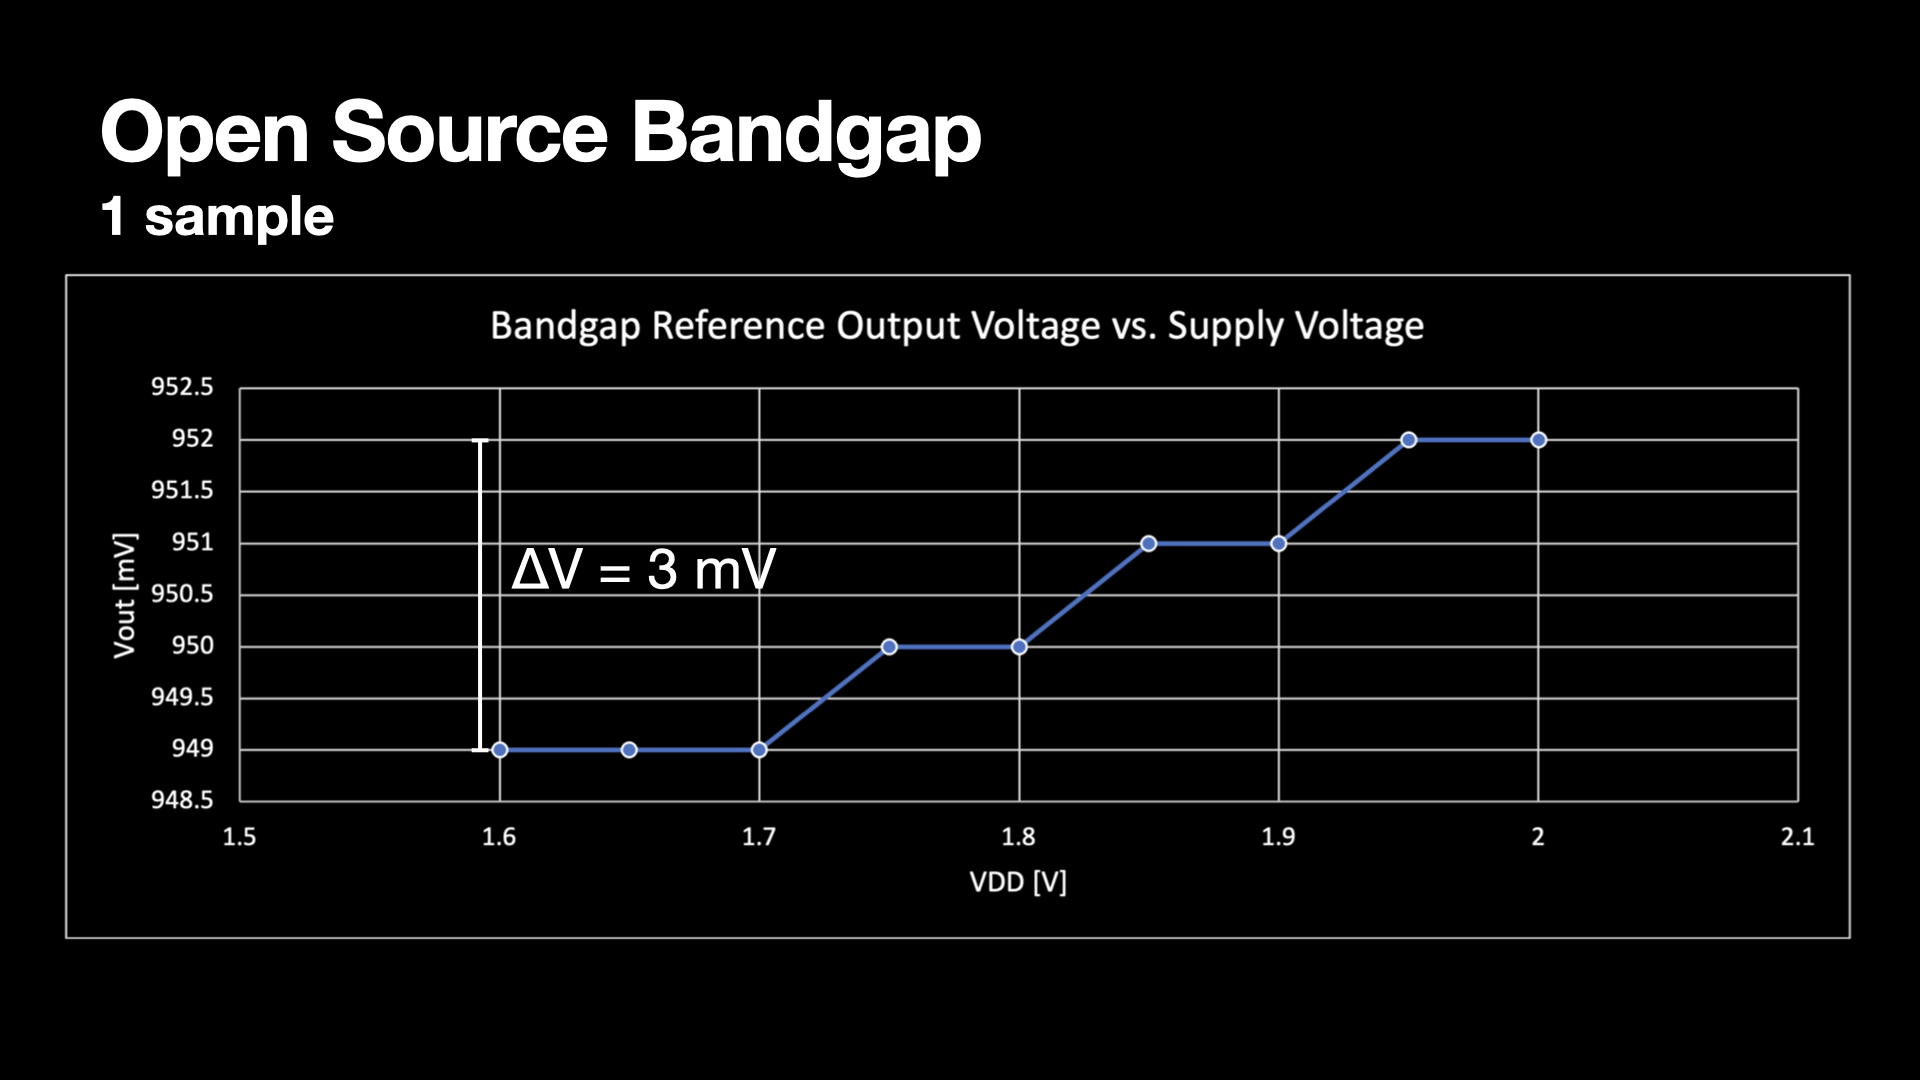 Open Source Bandgap
1 sample
Bandgap Reference Output Voltage vs. Supply Voltage
952.5
952
951.5
951
950.5
950
949.5
949
948.5
Vout [mV]
ΔV = 3 mV
1.5 1.6 1.7 1.8 1.9 2 2.1
VDD [V]